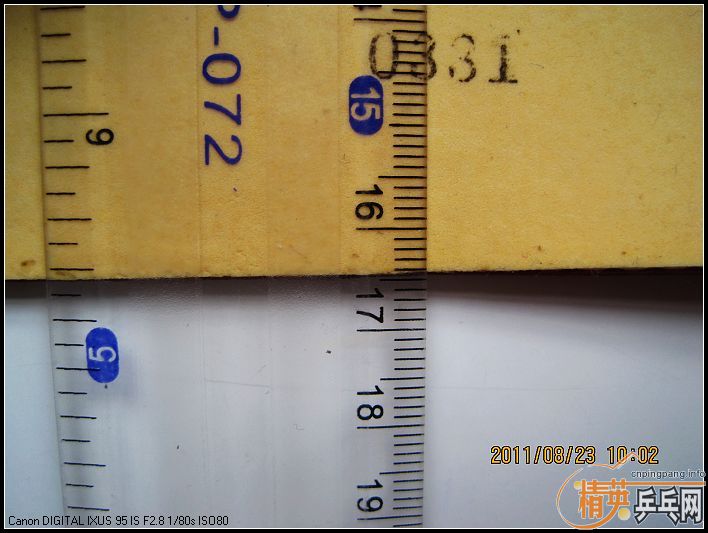 P-072
0331
15
9
16
17
5
18
19
2011/08/23 10:02
cnpingpang.info
精英乒乓网
Canon DIGITAL IXUS 95 IS F2.8 1/80s ISO80